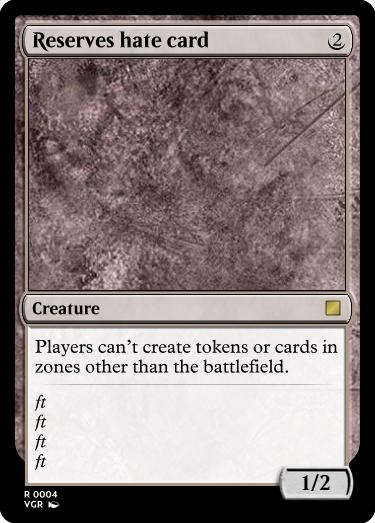 Reserves hate card 2
Creature
Players can't create tokens or cards in
zones other than the battlefield.
ft
ft
ft
ft
1/2
R 0004
VGR